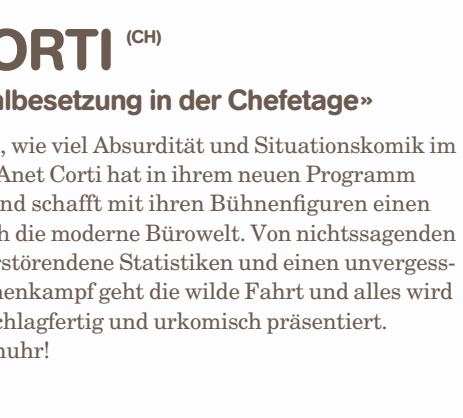 ORTI (CH)
lbesetzung in der Chefetage»
, wie viel Absurdität und Situationskomik im
Anet Corti hat in ihrem neuen Programm
nd schafft mit ihren Bühnenfiguren einen
h die moderne Bürowelt. Von nichtssagenden
rstörendene Statistiken und einen unvergess-
henkampf geht die wilde Fahrt und alles wird
chlagfertig und urkomisch präsentiert.
nuhr!